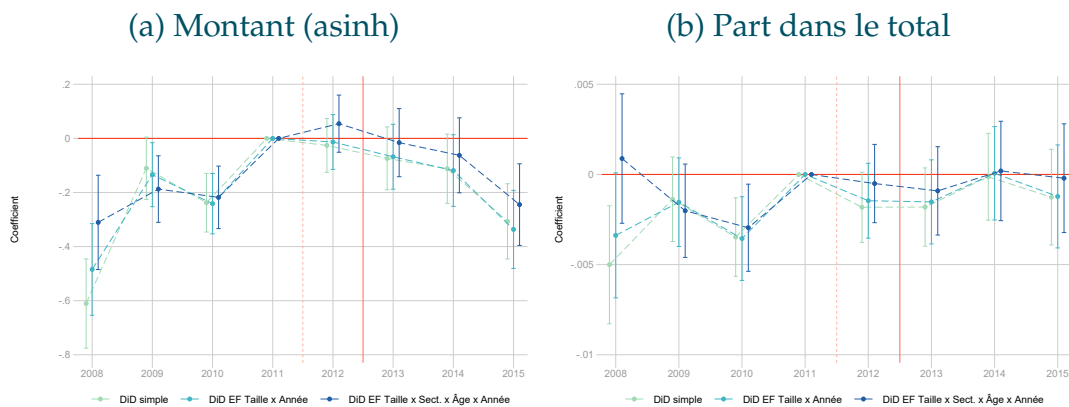 (a) Montant (asinh)
.2
0
-.2
-.4
-.6
-.8
Coefficient
2008 2009 2010 2011 2012 2013 2014 2015
DiD simple DiD EF Taille x Année DiD EF Taille x Sect. x Âge x Année
(b) Part dans le total
.005
0
-.005
-.01
Coefficient
2008 2009 2010 2011 2012 2013 2014 2015
DiD simple DiD EF Taille x Année DiD EF Taille x Sect. x Âge x Année